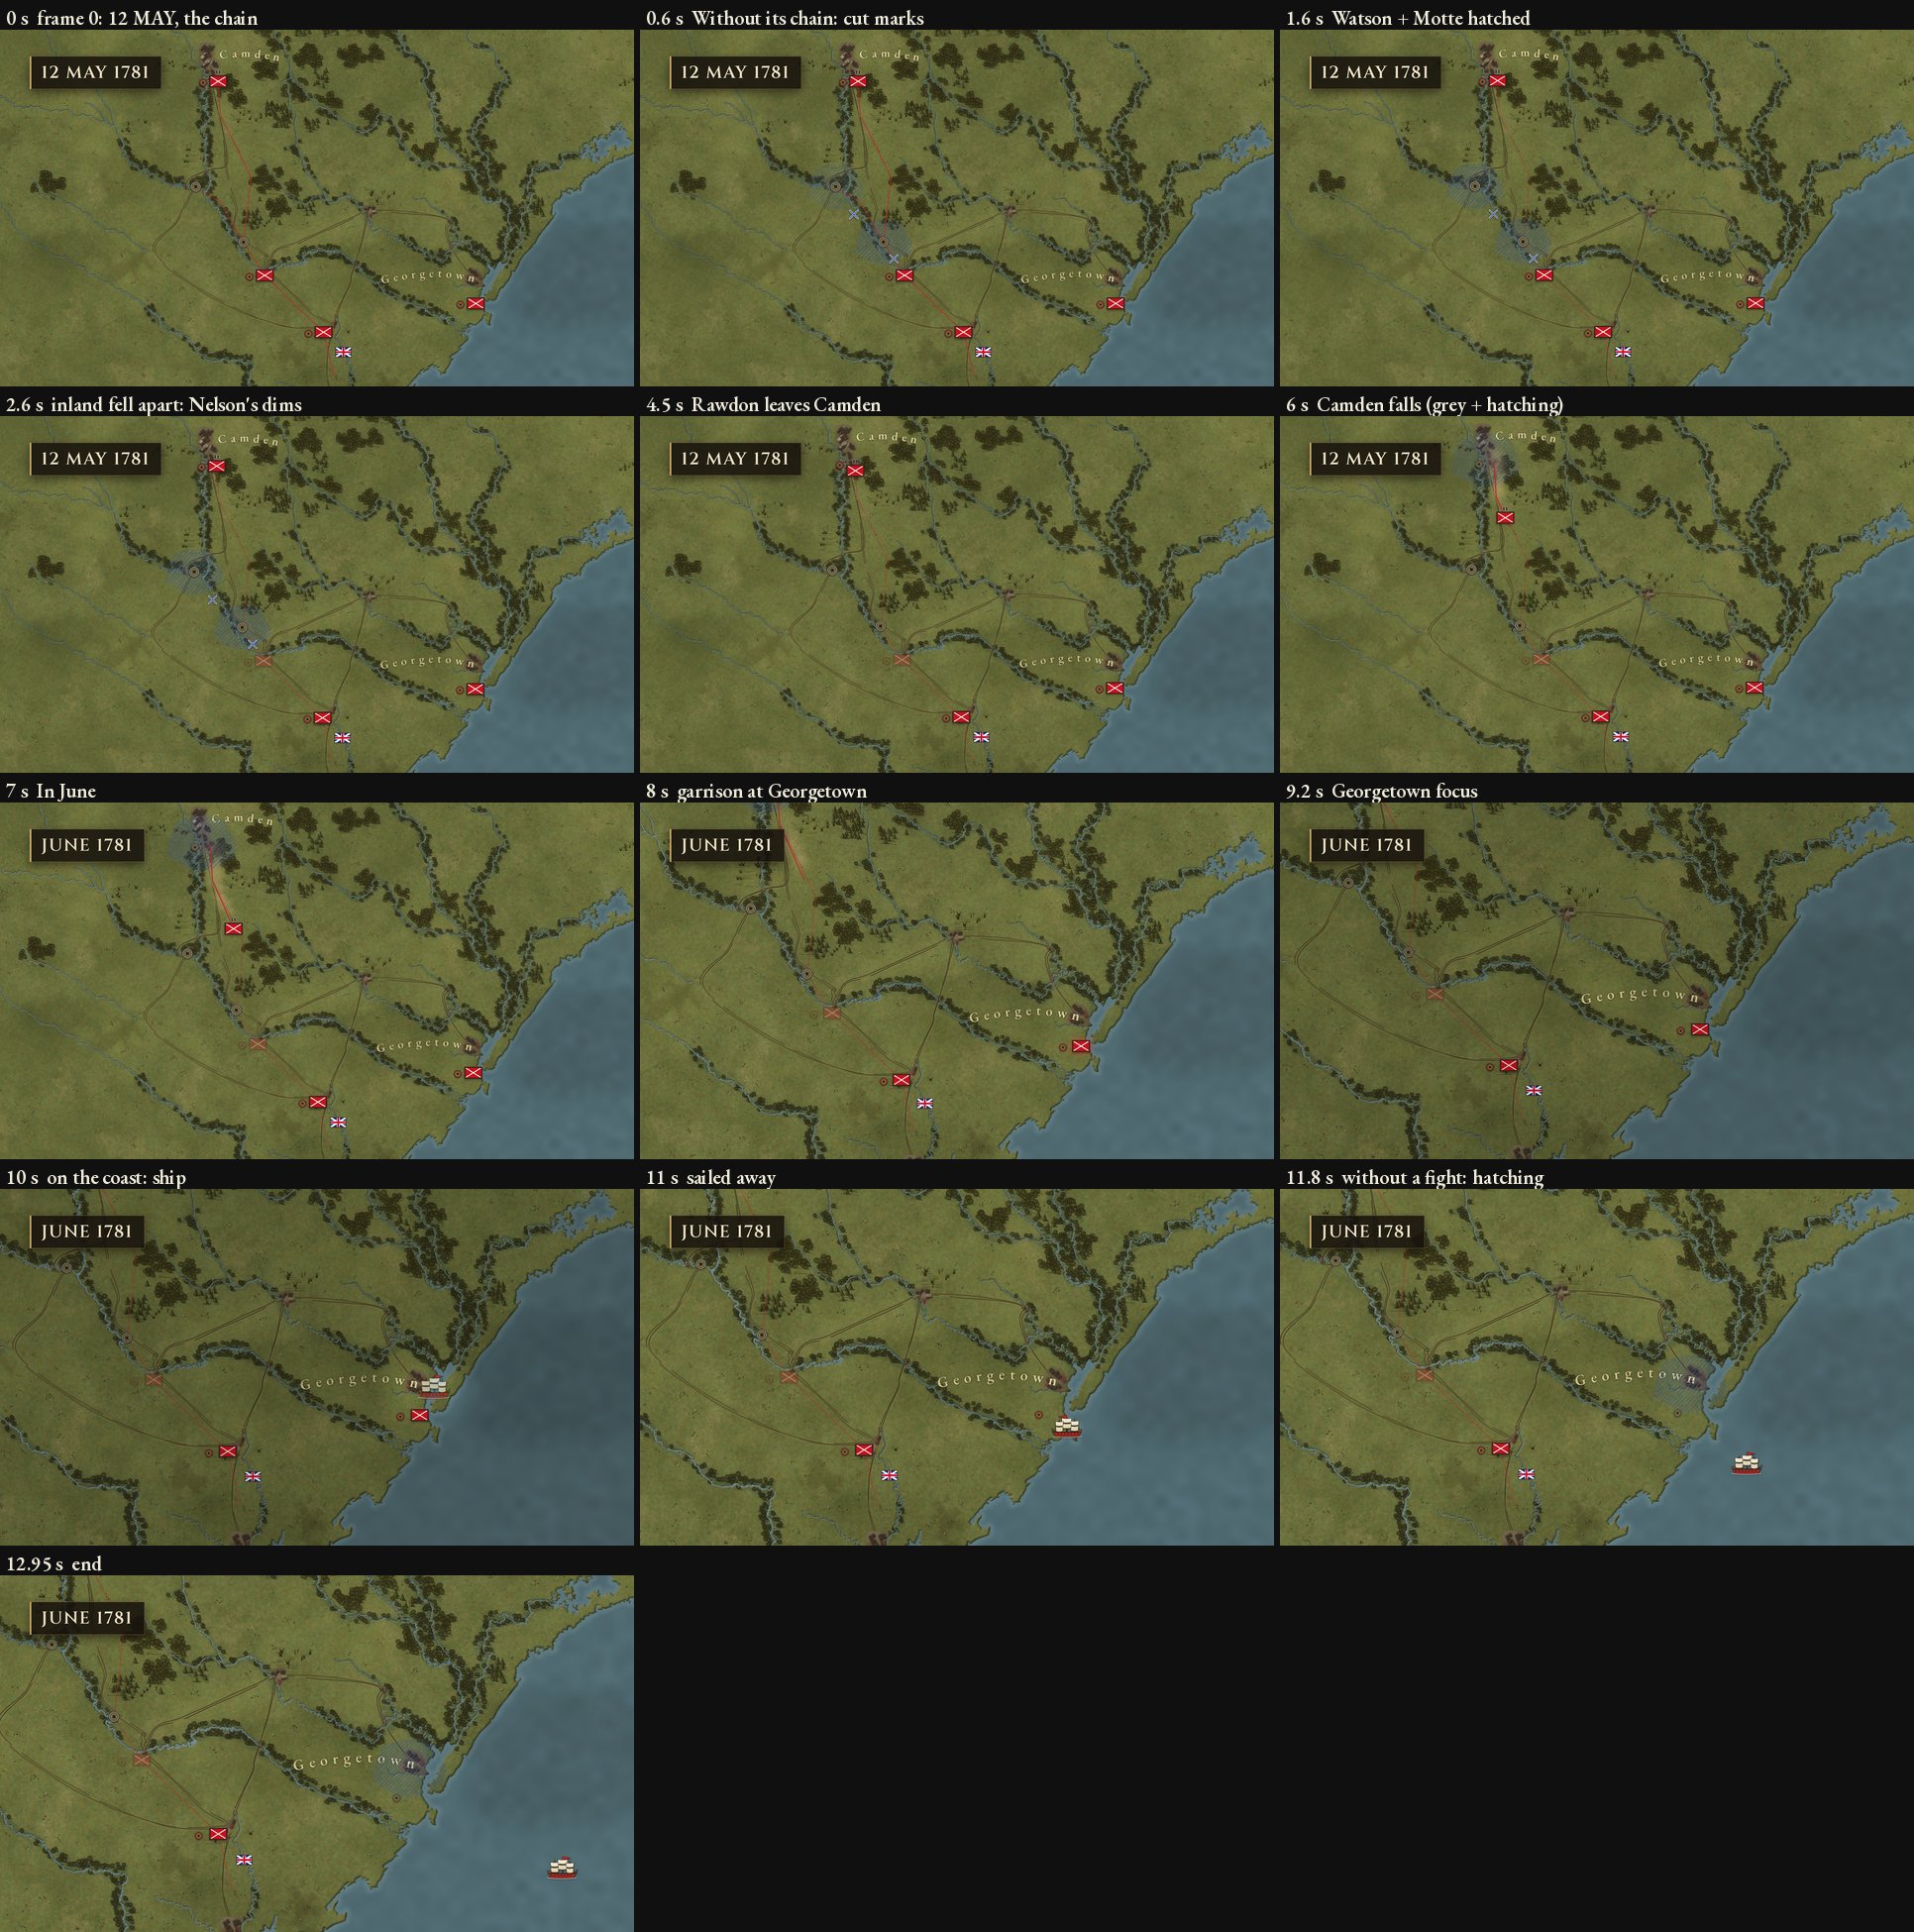 0 s frame 0: 12 MAY, the chain
12 MAY 1781
Camden
Georgetown
0.6 s Without its chain: cut marks
12 MAY 1781
Camden
Georgetown
1.6 s Watson + Motte hatched
12 MAY 1781
Camden
Georgetown
2.6 s inland fell apart: Nelson's dims
12 MAY 1781
Camden
Georgetown
4.5 s Rawdon leaves Camden
12 MAY 1781
Camden
Georgetown
6 s Camden falls (grey + hatching)
12 MAY 1781
Camden
Georgetown
7 s In June
JUNE 1781
Camden
Georgetown
8 s garrison at Georgetown
JUNE 1781
Georgetown
9.2 s Georgetown focus
JUNE 1781
Georgetown
10 s on the coast: ship
JUNE 1781
Georgetown
11 s sailed away
JUNE 1781
Georgetown
11.8 s without a fight: hatching
JUNE 1781
Georgetown
12.95 s end
JUNE 1781
Georgetown